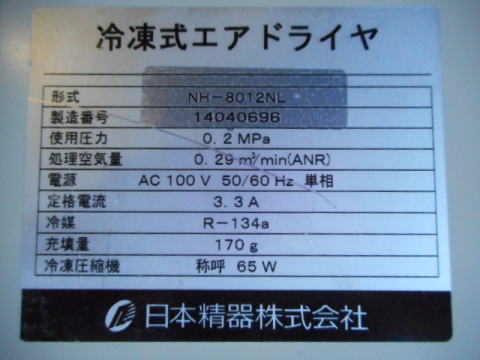 冷凍式エアドライヤ
形式 NH-8012NL
製造番号 14040696
使用圧力 0.2 MPa
処理空気量 0.29 m³/min(ANR)
電源 AC 100 V 50/60 Hz 単相
定格電流 3.3 A
冷媒 R-134a
充填量 170 g
冷凍圧縮機 称呼 65 W
日本精器株式会社